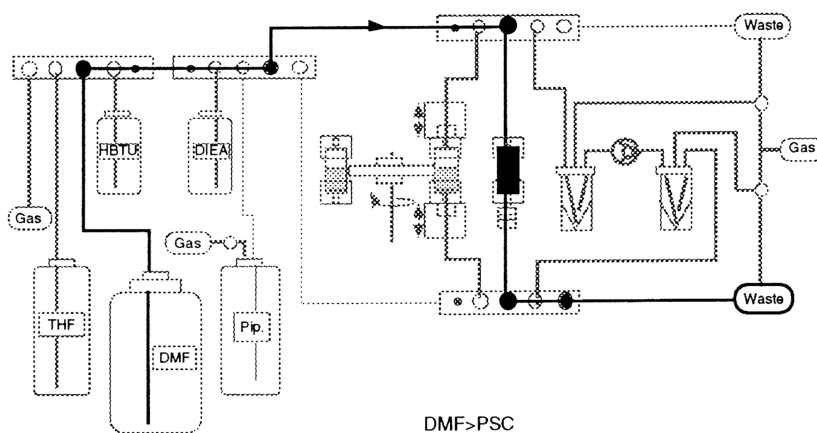 Waste
HBTU
DIEA
Gas
Gas
Gas
THF
DMF
Pip.
Waste
DMF>PSC